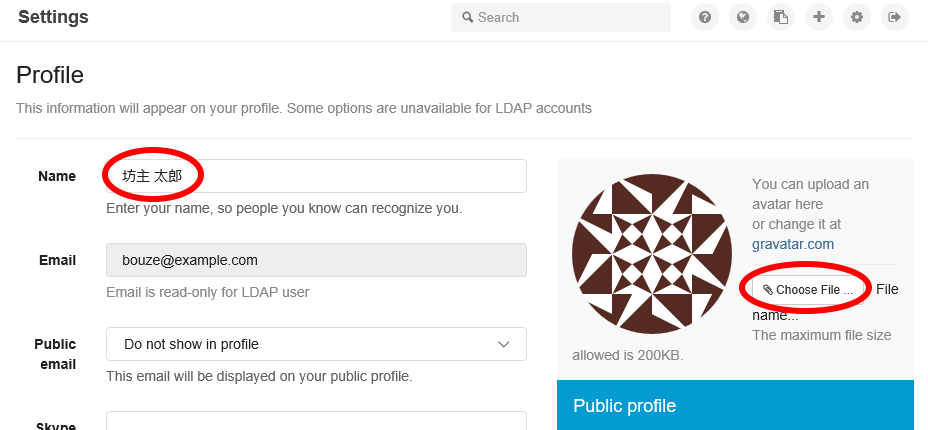 Settings
Search
Profile
This information will appear on your profile. Some options are unavailable for LDAP accounts
Name
坊主 太郎
Enter your name, so people you know can recognize you.
Email
bouze@example.com
Email is read-only for LDAP user
Public
email
Do not show in profile
This email will be displayed on your public profile.
Skype
You can upload an
avatar here
or change it at
gravatar.com
Choose File ... File
name...
The maximum file size
allowed is 200KB.
Public profile